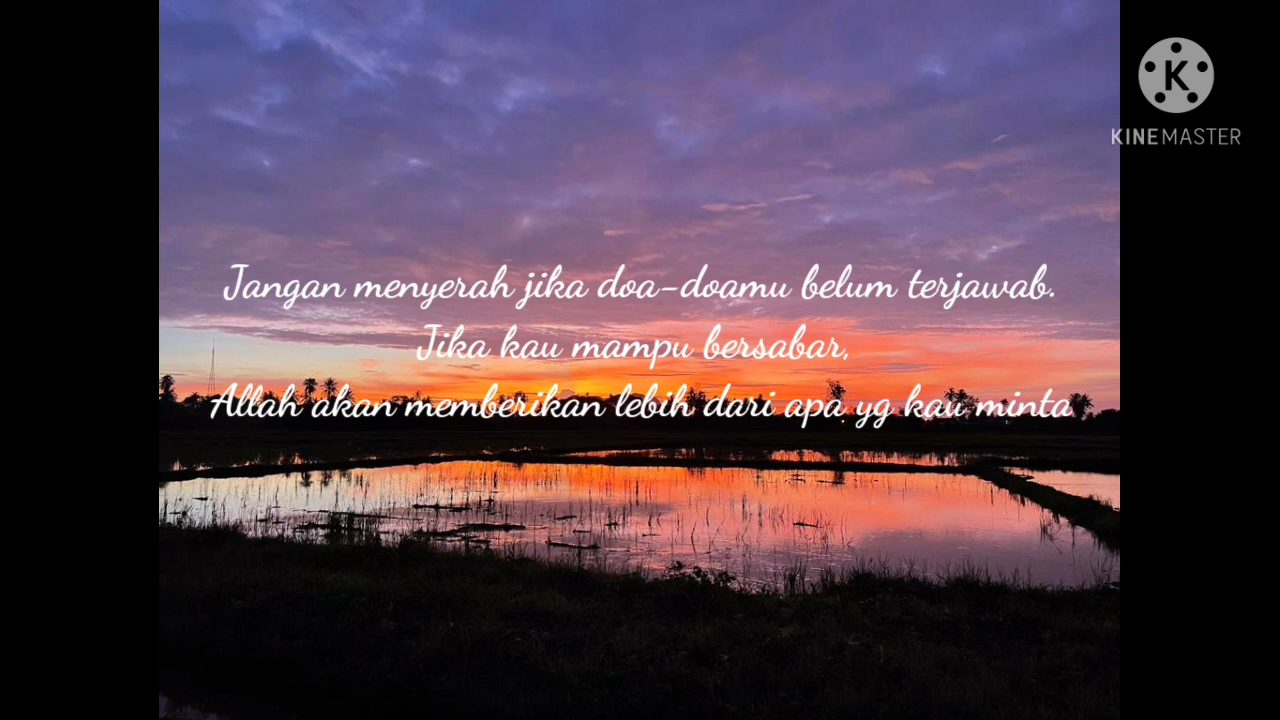 KINEMASTER
Jangan menyerah jika doa-doamu belum terjawab.
Jika kau mampu bersabar,
Allah akan memberikan lebih dari apa yg kau minta